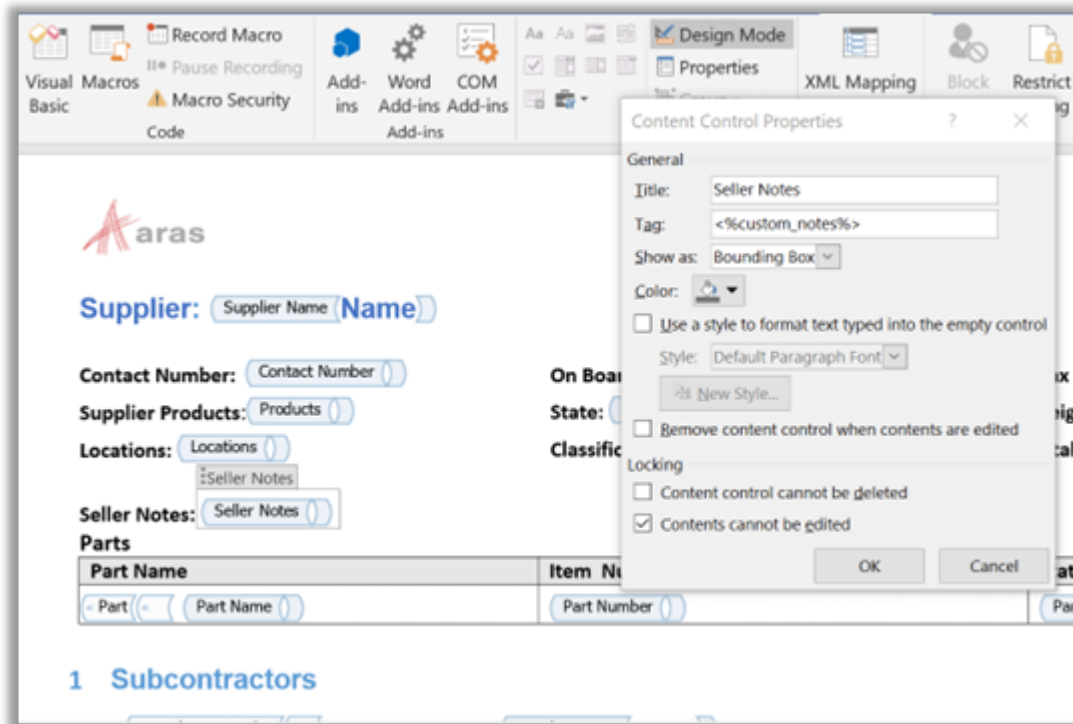 Visual Basic
Macros
Record Macro
Pause Recording
Macro Security
Code
Add-ins
Word Add-ins
COM Add-ins
Add-ins
Aa Aa
Design Mode
Properties
XML Mapping
Block
Restrict
Content Control Properties ? ×
General
Title: Seller Notes
Tag: <%custom_notes%>
Show as: Bounding Box
Color:
Use a style to format text typed into the empty control
Style: Default Paragraph Font
New Style...
Remove content control when contents are edited
Locking
Content control cannot be deleted
Contents cannot be edited
OK Cancel
aras
Supplier: Supplier Name Name
Contact Number: Contact Number On Boa
Supplier Products: Products State:
Locations: Locations Classific
Seller Notes
Seller Notes: Seller Notes
Parts
Part Name Item Nu
Part Part Name Part Number Par
1 Subcontractors